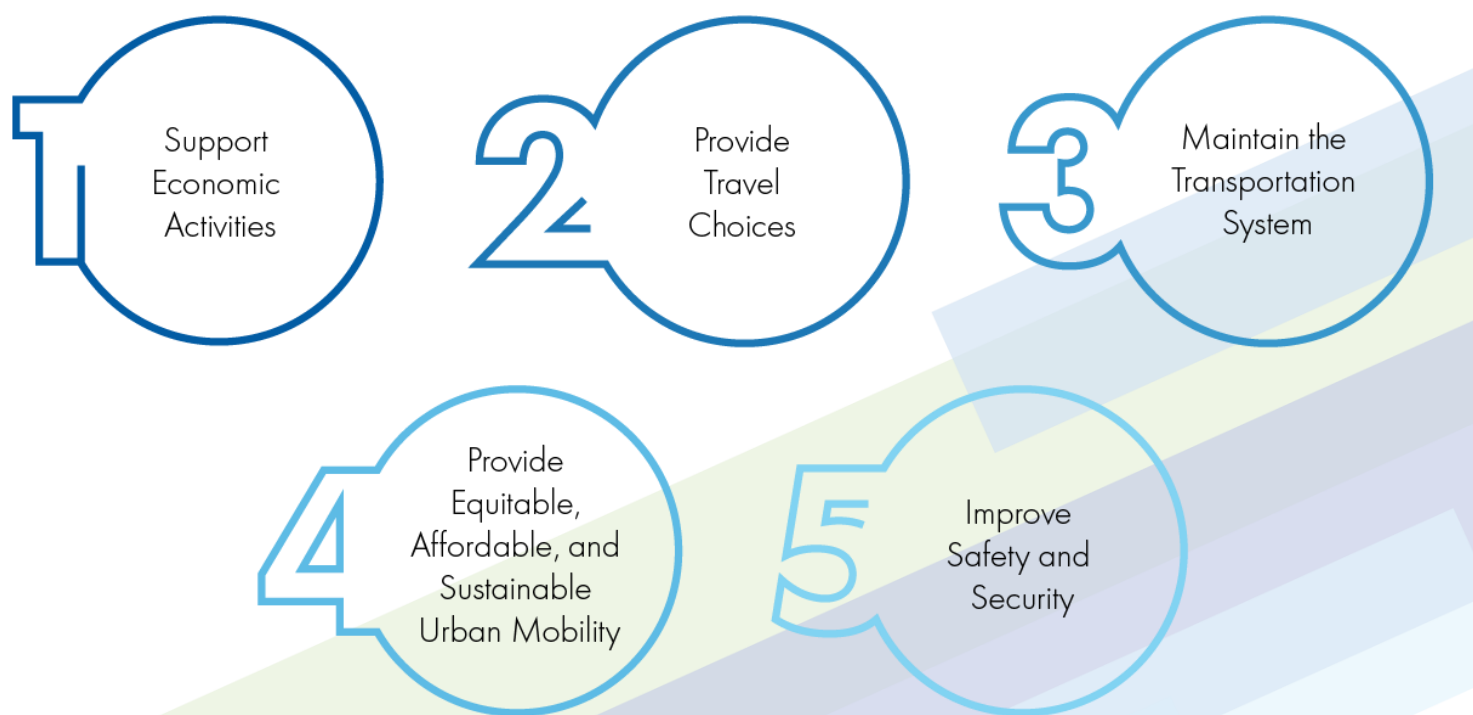 1
Support
Economic
Activities
2
Provide
Travel
Choices
3
Maintain the
Transportation
System
4
Provide
Equitable,
Affordable, and
Sustainable
Urban Mobility
5
Improve
Safety and
Security